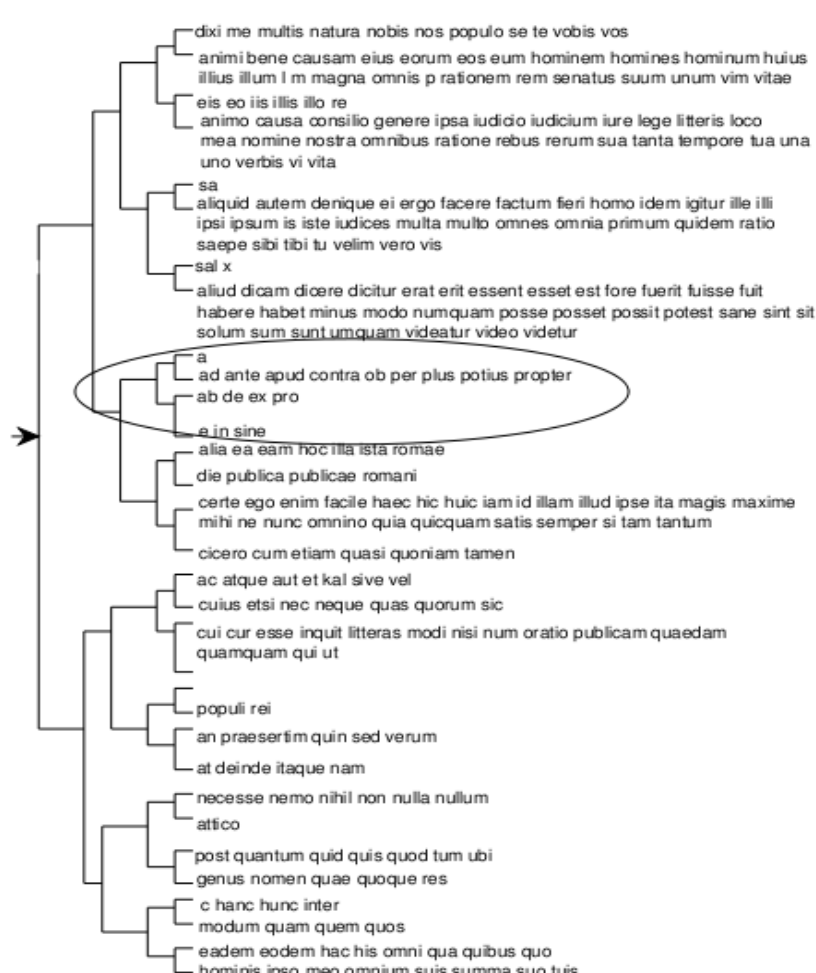 dixi me multis natura nobis nos populo se te vobis vos
animi bene causam eius eorum eos eum hominem homines hominum huius
illius illum l m magna omnis p rationem rem senatus suum unum vim vitae
eis eo iis illis illo re
animo causa consilio genere ipsa iudicio iudicium iure lege litteris loco
mea nomine nostra omnibus ratione rebus rerum sua tanta tempore tua una
uno verbis vi vita
sa
aliquid autem denique ei ergo facere factum fieri homo idem igitur ille illi
ipsi ipsum is iste iudices multa multo omnes omnia primum quidem ratio
saepe sibi tibi tu velim vero vis
sal x
aliud dicam dicere dicitur erat erit essent esset est fore fuerit fuisse fuit
habere habet minus modo numquam posse posset possit potest sane sint sit
solum sum sunt umquam videatur video videtur
a
ad ante apud contra ob per plus potius propter
ab de ex pro
e in sine
alia ea eam hoc illa ista romae
die publica publicae romani
certe ego enim facile haec hic huic iam id illam illud ipse ita magis maxime
mihi ne nunc omnino quia quicquam satis semper si tam tantum
cicero cum etiam quasi quoniam tamen
ac atque aut et kal sive vel
cuius etsi nec neque quas quorum sic
cui cur esse inquit litteras modi nisi num oratio publicam quaedam
quamquam qui ut
populi rei
an praesertim quin sed verum
at deinde itaque nam
necesse nemo nihil non nulla nullum
attico
post quantum quid quis quod tum ubi
genus nomen quae quoque res
c hanc hunc inter
modum quam quem quos
eadem eodem hac his omni qua quibus quo
hominis ipso meo omnium suis summa suo tuis